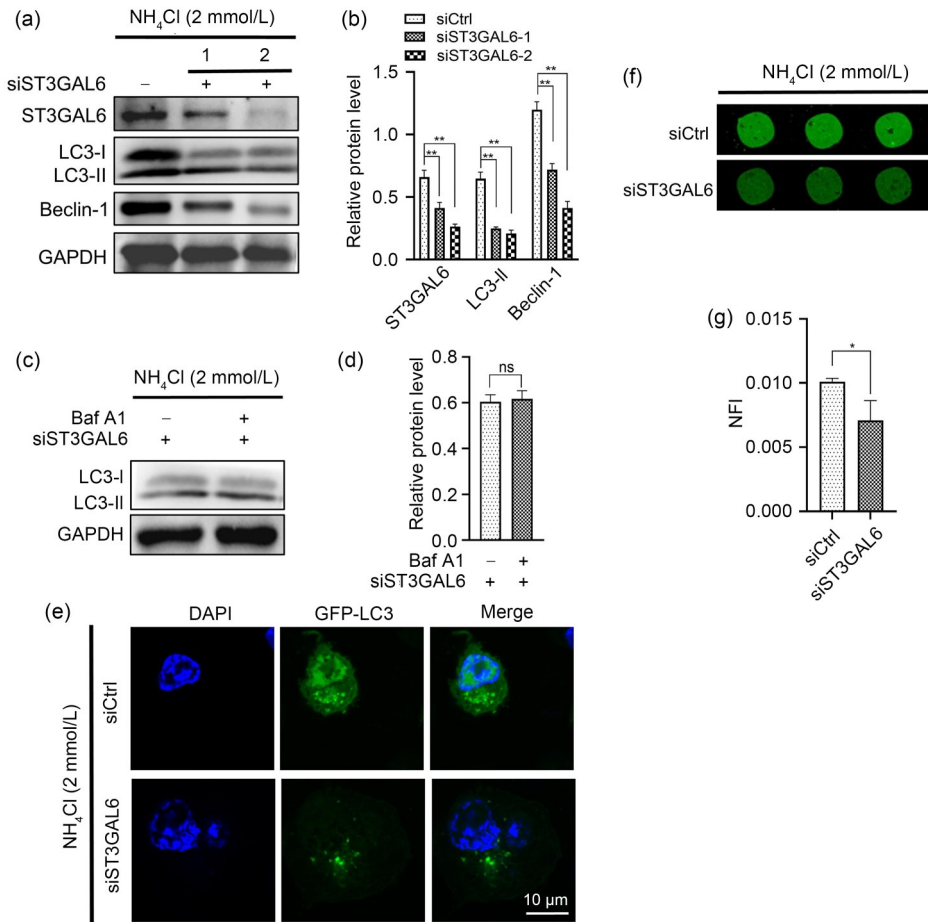 (a)
NH4Cl (2 mmol/L)
1 2
siST3GAL6 – + +
ST3GAL6
LC3-I
LC3-II
Beclin-1
GAPDH
(b)
siCtrl
siST3GAL6-1
siST3GAL6-2
Relative protein level
1.5
1.0
0.5
0.0
** ** ** ** ** **
ST3GAL6
LC3-II
Beclin-1
(c)
NH4Cl (2 mmol/L)
Baf A1 – +
siST3GAL6 + +
LC3-I
LC3-II
GAPDH
(d)
Relative protein level
0.8
0.6
0.4
0.2
0.0
ns
Baf A1 – +
siST3GAL6 + +
(e)
DAPI GFP-LC3 Merge
NH4Cl (2 mmol/L)
siCtrl
siST3GAL6
10 μm
(f)
NH4Cl (2 mmol/L)
siCtrl
siST3GAL6
(g)
NFI
0.015
0.010
0.005
0.000
*
siCtrl
siST3GAL6